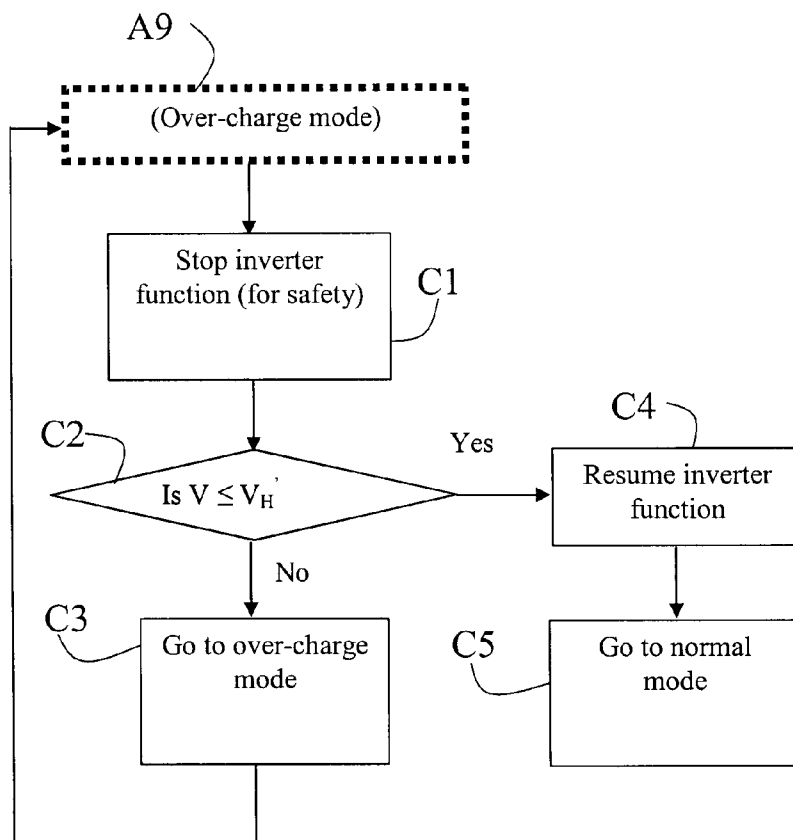 A9
(Over-charge mode)
Stop inverter
function (for safety)
C1
C2
Is V ≤ V_H'
Yes
C4
Resume inverter
function
No
C3
Go to over-charge
mode
C5
Go to normal
mode